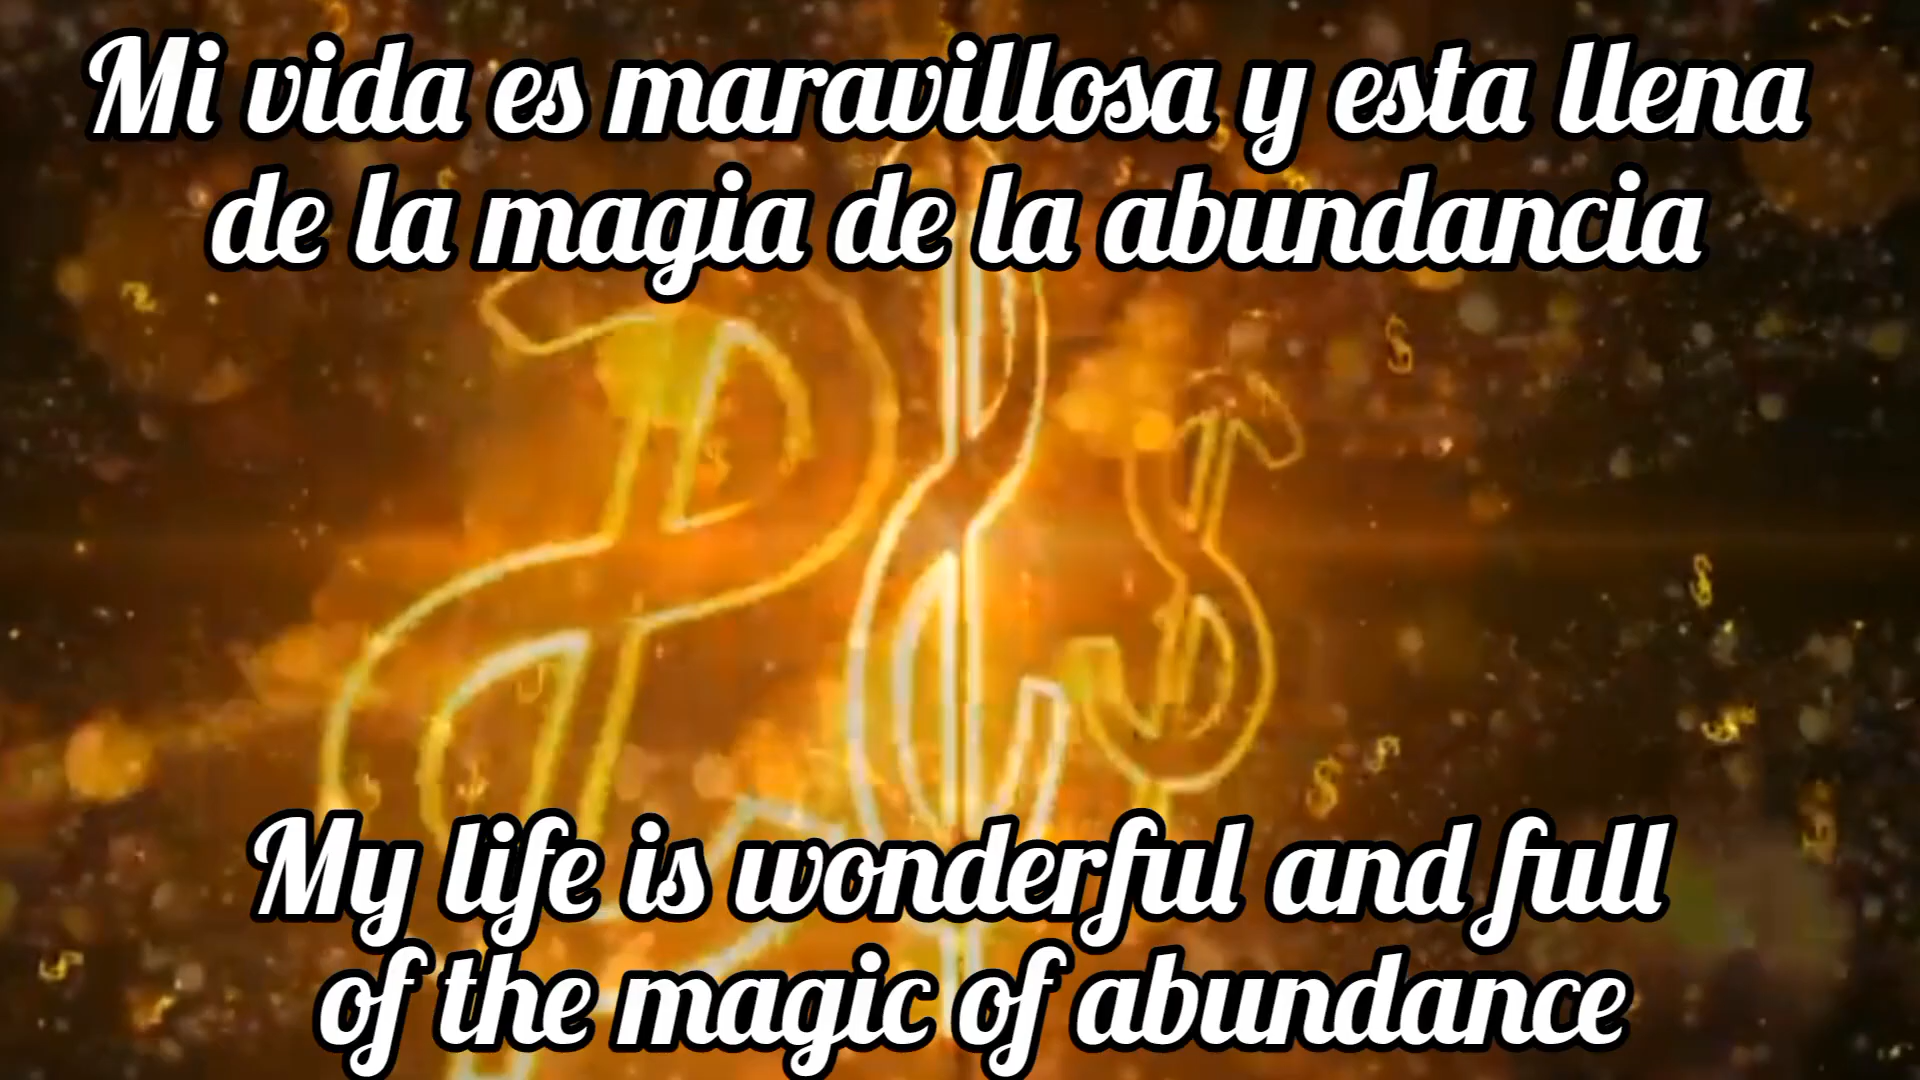 Mi vida es maravillosa y esta llena
de la magia de la abundancia
My life is wonderful and full
of the magic of abundance